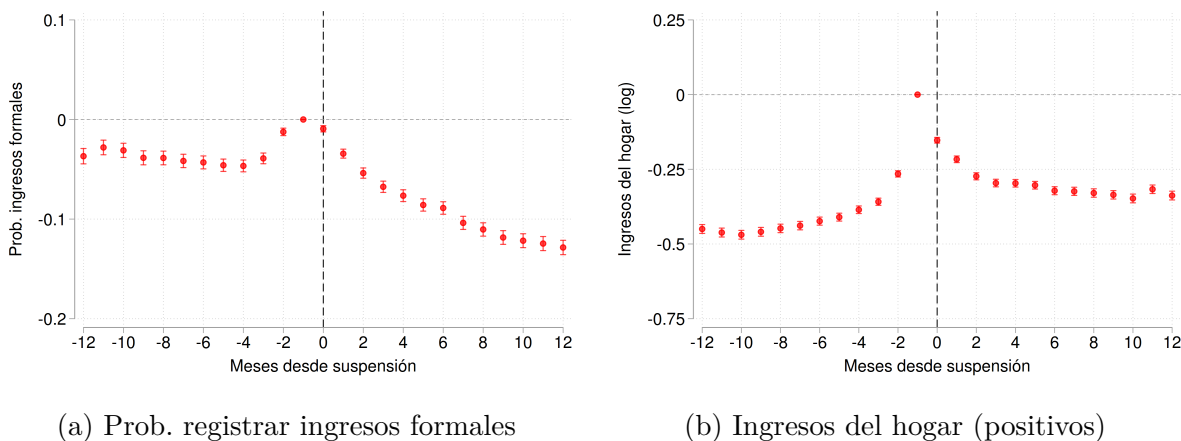 0.1
0
-0.1
-0.2
Prob. ingresos formales
-12 -10 -8 -6 -4 -2 0 2 4 6 8 10 12
Meses desde suspensión
(a) Prob. registrar ingresos formales
0.25
0
-0.25
-0.5
-0.75
Ingresos del hogar (log)
-12 -10 -8 -6 -4 -2 0 2 4 6 8 10 12
Meses desde suspensión
(b) Ingresos del hogar (positivos)